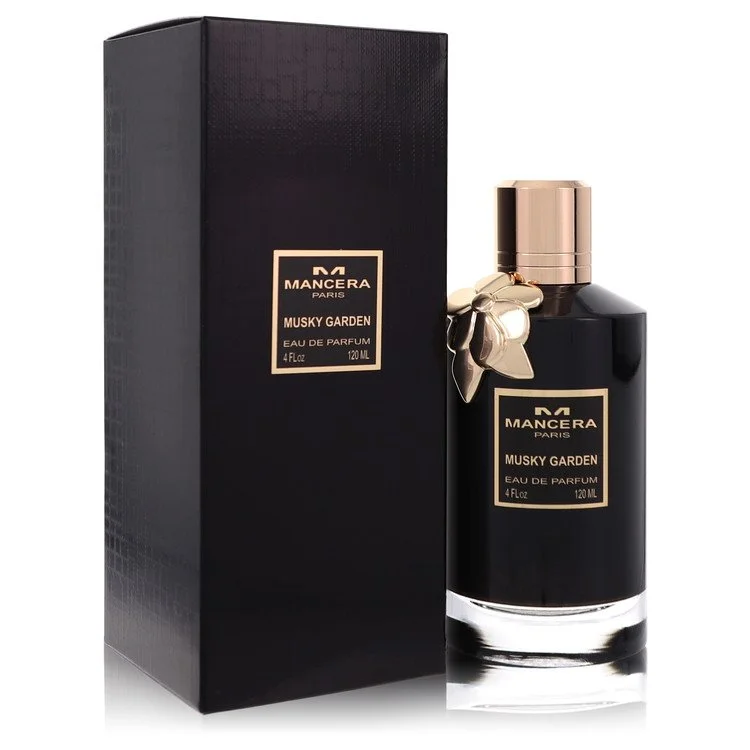 M
MANCERA
PARIS
MUSKY GARDEN
EAU DE PARFUM
4 FLoz 120 ML
M
MANCERA
PARIS
MUSKY GARDEN
EAU DE PARFUM
4 FLoz 120 ML